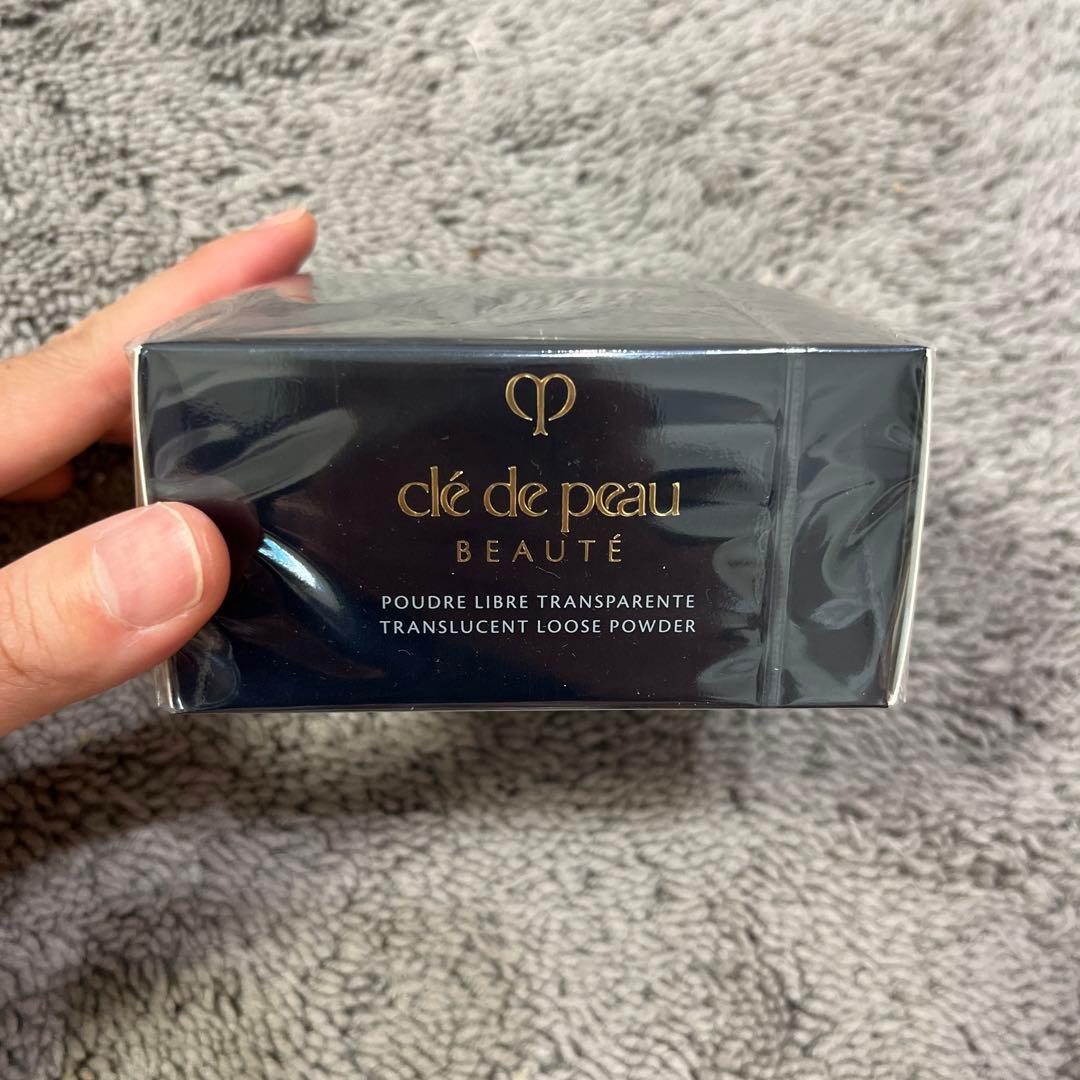 clé de peau
BEAUTÉ
POUDRE LIBRE TRANSPARENTE
TRANSLUCENT LOOSE POWDER